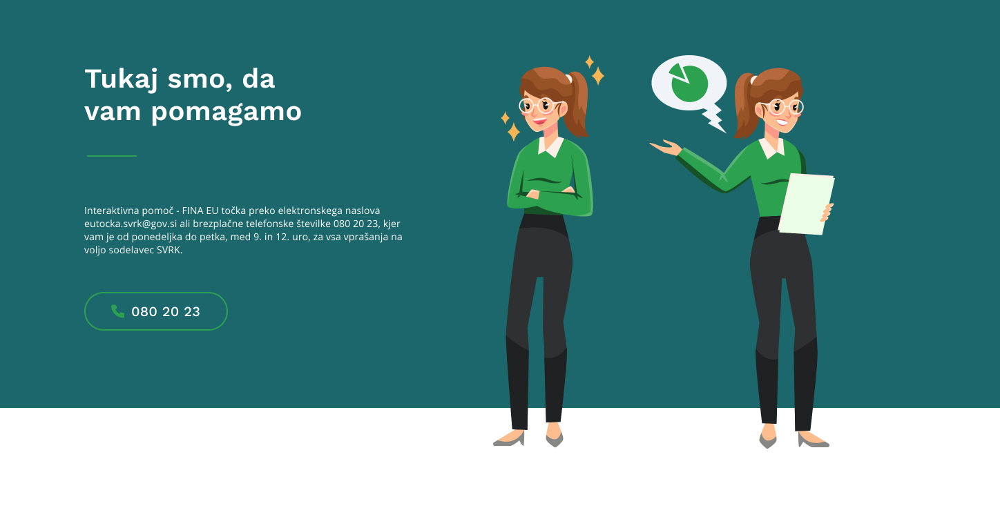 Tukaj smo, da
vam pomagamo
Interaktivna pomoč - FINA EU točka preko elektronskega naslova
eutocka.svrk@gov.si ali brezplačne telefonske številke 080 20 23, kjer
vam je od ponedeljka do petka, med 9. in 12. uro, za vsa vprašanja na
voljo sodelavec SVRK.
080 20 23